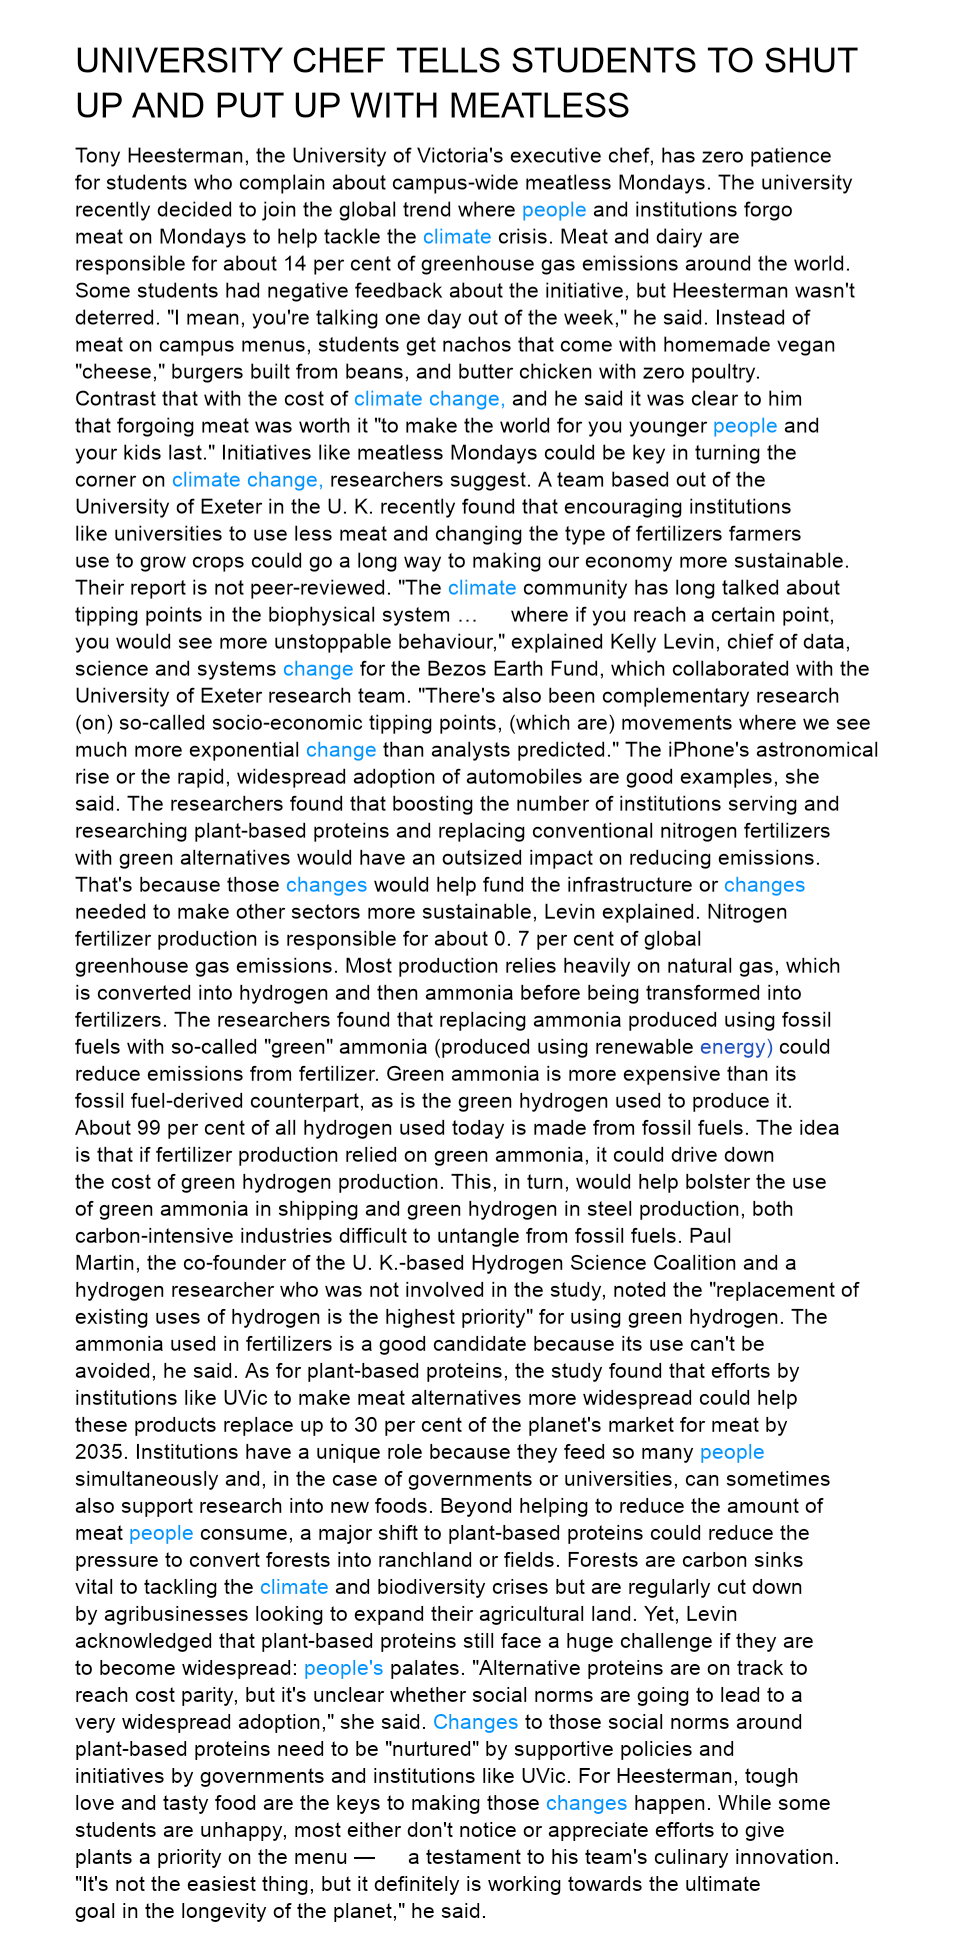 UNIVERSITY CHEF TELLS STUDENTS TO SHUT
UP AND PUT UP WITH MEATLESS
Tony Heesterman, the University of Victoria's executive chef, has zero patience
for students who complain about campus-wide meatless Mondays. The university
recently decided to join the global trend where people and institutions forgo
meat on Mondays to help tackle the climate crisis. Meat and dairy are
responsible for about 14 per cent of greenhouse gas emissions around the world.
Some students had negative feedback about the initiative, but Heesterman wasn't
deterred. "I mean, you're talking one day out of the week," he said. Instead of
meat on campus menus, students get nachos that come with homemade vegan
"cheese," burgers built from beans, and butter chicken with zero poultry.
Contrast that with the cost of climate change, and he said it was clear to him
that forgoing meat was worth it "to make the world for you younger people and
your kids last." Initiatives like meatless Mondays could be key in turning the
corner on climate change, researchers suggest. A team based out of the
University of Exeter in the U. K. recently found that encouraging institutions
like universities to use less meat and changing the type of fertilizers farmers
use to grow crops could go a long way to making our economy more sustainable.
Their report is not peer-reviewed. "The climate community has long talked about
tipping points in the biophysical system … where if you reach a certain point,
you would see more unstoppable behaviour," explained Kelly Levin, chief of data,
science and systems change for the Bezos Earth Fund, which collaborated with the
University of Exeter research team. "There's also been complementary research
(on) so-called socio-economic tipping points, (which are) movements where we see
much more exponential change than analysts predicted." The iPhone's astronomical
rise or the rapid, widespread adoption of automobiles are good examples, she
said. The researchers found that boosting the number of institutions serving and
researching plant-based proteins and replacing conventional nitrogen fertilizers
with green alternatives would have an outsized impact on reducing emissions.
That's because those changes would help fund the infrastructure or changes
needed to make other sectors more sustainable, Levin explained. Nitrogen
fertilizer production is responsible for about 0. 7 per cent of global
greenhouse gas emissions. Most production relies heavily on natural gas, which
is converted into hydrogen and then ammonia before being transformed into
fertilizers. The researchers found that replacing ammonia produced using fossil
fuels with so-called "green" ammonia (produced using renewable energy) could
reduce emissions from fertilizer. Green ammonia is more expensive than its
fossil fuel-derived counterpart, as is the green hydrogen used to produce it.
About 99 per cent of all hydrogen used today is made from fossil fuels. The idea
is that if fertilizer production relied on green ammonia, it could drive down
the cost of green hydrogen production. This, in turn, would help bolster the use
of green ammonia in shipping and green hydrogen in steel production, both
carbon-intensive industries difficult to untangle from fossil fuels. Paul
Martin, the co-founder of the U. K.-based Hydrogen Science Coalition and a
hydrogen researcher who was not involved in the study, noted the "replacement of
existing uses of hydrogen is the highest priority" for using green hydrogen. The
ammonia used in fertilizers is a good candidate because its use can't be
avoided, he said. As for plant-based proteins, the study found that efforts by
institutions like UVic to make meat alternatives more widespread could help
these products replace up to 30 per cent of the planet's market for meat by
2035. Institutions have a unique role because they feed so many people
simultaneously and, in the case of governments or universities, can sometimes
also support research into new foods. Beyond helping to reduce the amount of
meat people consume, a major shift to plant-based proteins could reduce the
pressure to convert forests into ranchland or fields. Forests are carbon sinks
vital to tackling the climate and biodiversity crises but are regularly cut down
by agribusinesses looking to expand their agricultural land. Yet, Levin
acknowledged that plant-based proteins still face a huge challenge if they are
to become widespread: people's palates. "Alternative proteins are on track to
reach cost parity, but it's unclear whether social norms are going to lead to a
very widespread adoption," she said. Changes to those social norms around
plant-based proteins need to be "nurtured" by supportive policies and
initiatives by governments and institutions like UVic. For Heesterman, tough
love and tasty food are the keys to making those changes happen. While some
students are unhappy, most either don't notice or appreciate efforts to give
plants a priority on the menu — a testament to his team's culinary innovation.
"It's not the easiest thing, but it definitely is working towards the ultimate
goal in the longevity of the planet," he said.